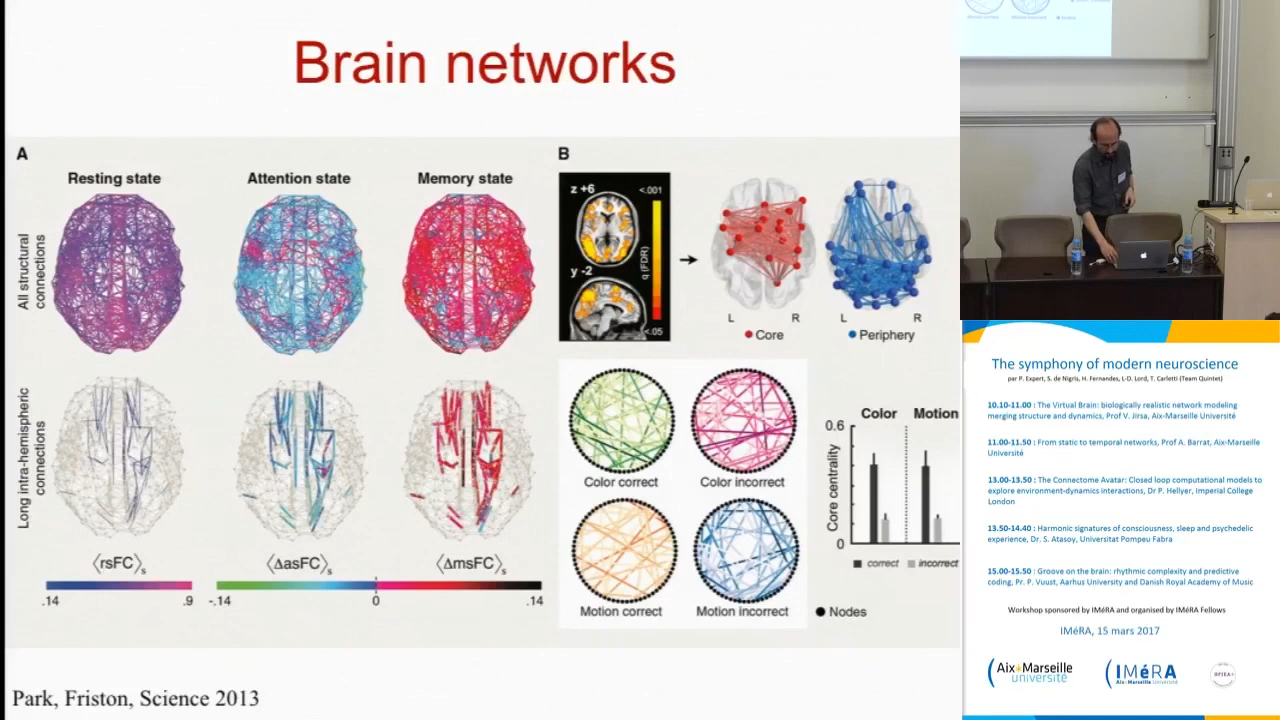 Brain networks
A
B
Resting state
Attention state
Memory state
All structural
connections
Long intra-hemispheric
connections
⟨rsFC⟩s
⟨ΔasFC⟩s
⟨ΔmsFC⟩s
.14
.9
-.14
0
.14
z +6
<.001
y -2
q (FDR)
<.05
L
R
L
R
Core
Periphery
Color correct
Color incorrect
Motion correct
Motion incorrect
Color
Motion
0.6
Core centrality
0
correct
incorrect
Nodes
Park, Friston, Science 2013
The symphony of modern neuroscience
par P. Expert, S. de Nigris, H. Fernandes, L-D. Lord, T. Carletti (Team Quintet)
10.10-11.00 : The Virtual Brain: biologically realistic network modeling
merging structure and dynamics, Prof V. Jirsa, Aix-Marseille Université
11.00-11.50 : From static to temporal networks, Prof A. Barrat, Aix-Marseille
Université
13.00-13.50 : The Connectome Avatar: Closed loop computational models to
explore environment-dynamics interactions, Dr P. Hellyer, Imperial College
London
13.50-14.40 : Harmonic signatures of consciousness, sleep and psychedelic
experience, Dr. S. Atasoy, Universitat Pompeu Fabra
15.00-15.50 : Groove on the brain: rhythmic complexity and predictive
coding, Pr. P. Vuust, Aarhus University and Danish Royal Academy of Music
Workshop sponsored by IMéRA and organised by IMéRA Fellows
IMéRA, 15 mars 2017
Aix Marseille
université
IMéRA
Aix-Marseille Université